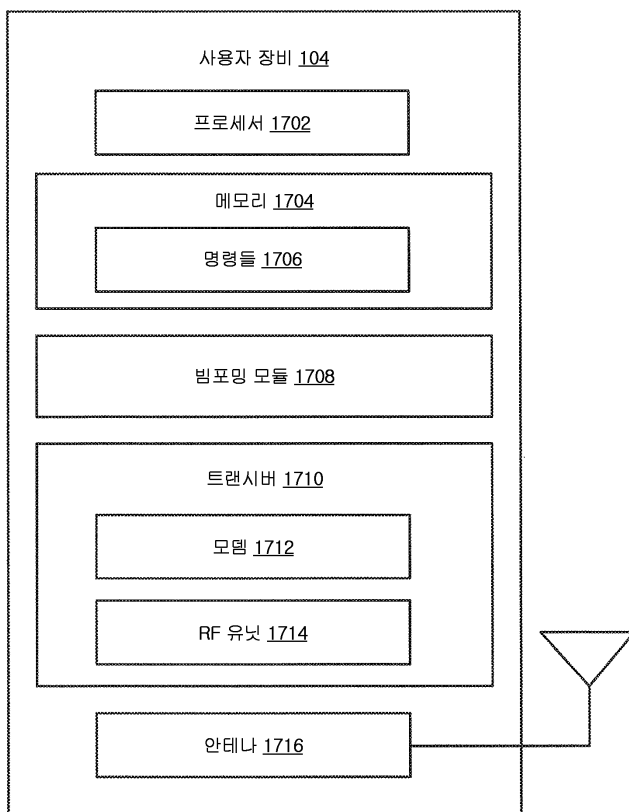 사용자 장비 104
프로세서 1702
메모리 1704
명령들 1706
빔포밍 모듈 1708
트랜시버 1710
모뎀 1712
RF 유닛 1714
안테나 1716